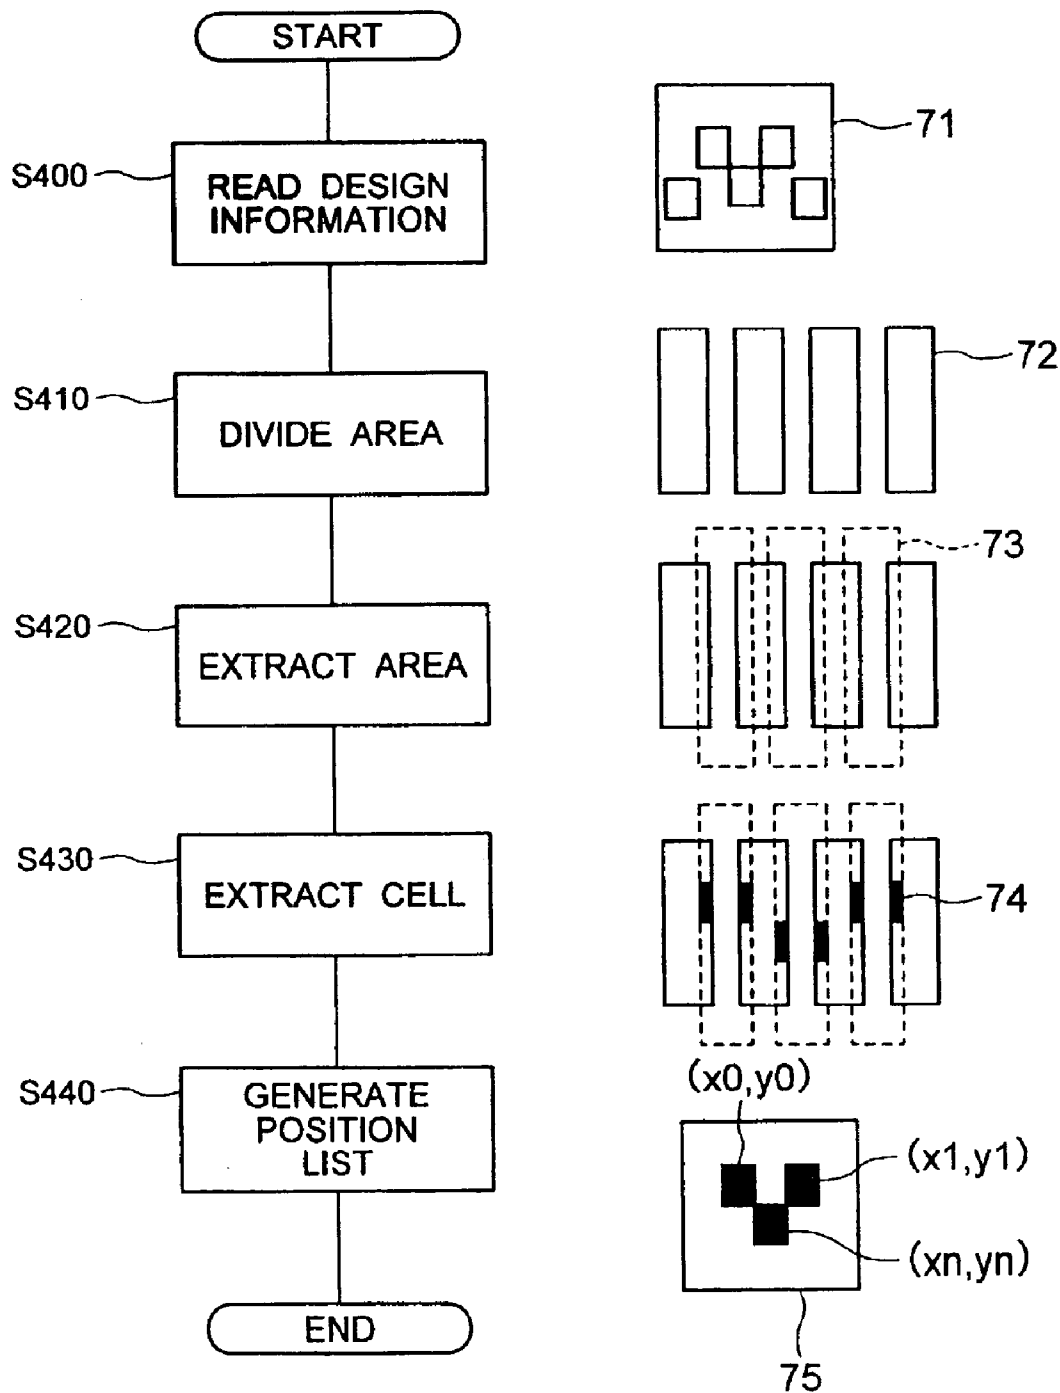 START
71
S400
READ DESIGN
INFORMATION
72
S410
DIVIDE AREA
73
S420
EXTRACT AREA
S430
EXTRACT CELL
74
(x0,y0)
S440
GENERATE
POSITION
LIST
(x1,y1)
(xn,yn)
END
75